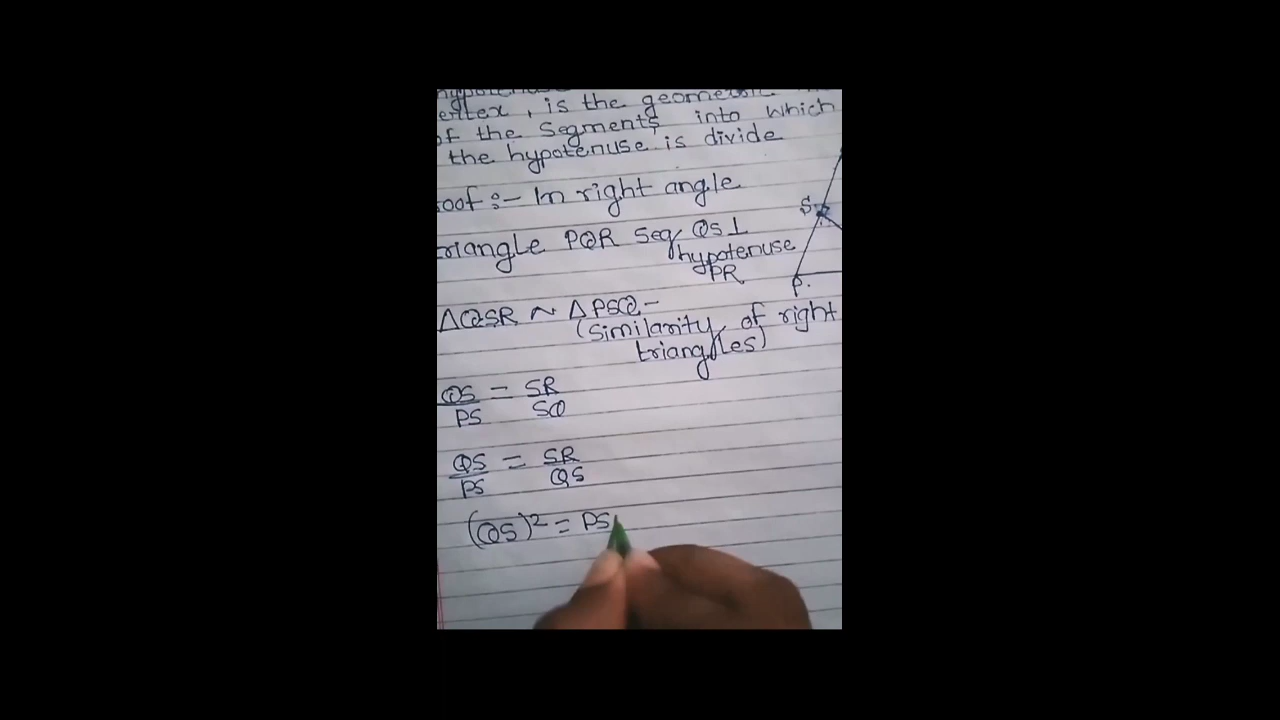 ertex, is the geometric
of the segments into which
the hypotenuse is divide
roof :- In right angle
riangle PQR seg QS ⊥
hypotenuse
PR
S
P.
ΔQSR ~ ΔPSQ -
(similarity of right
triangles)
QS/PS = SR/SQ
QS/PS = SR/QS
(QS)² = PS